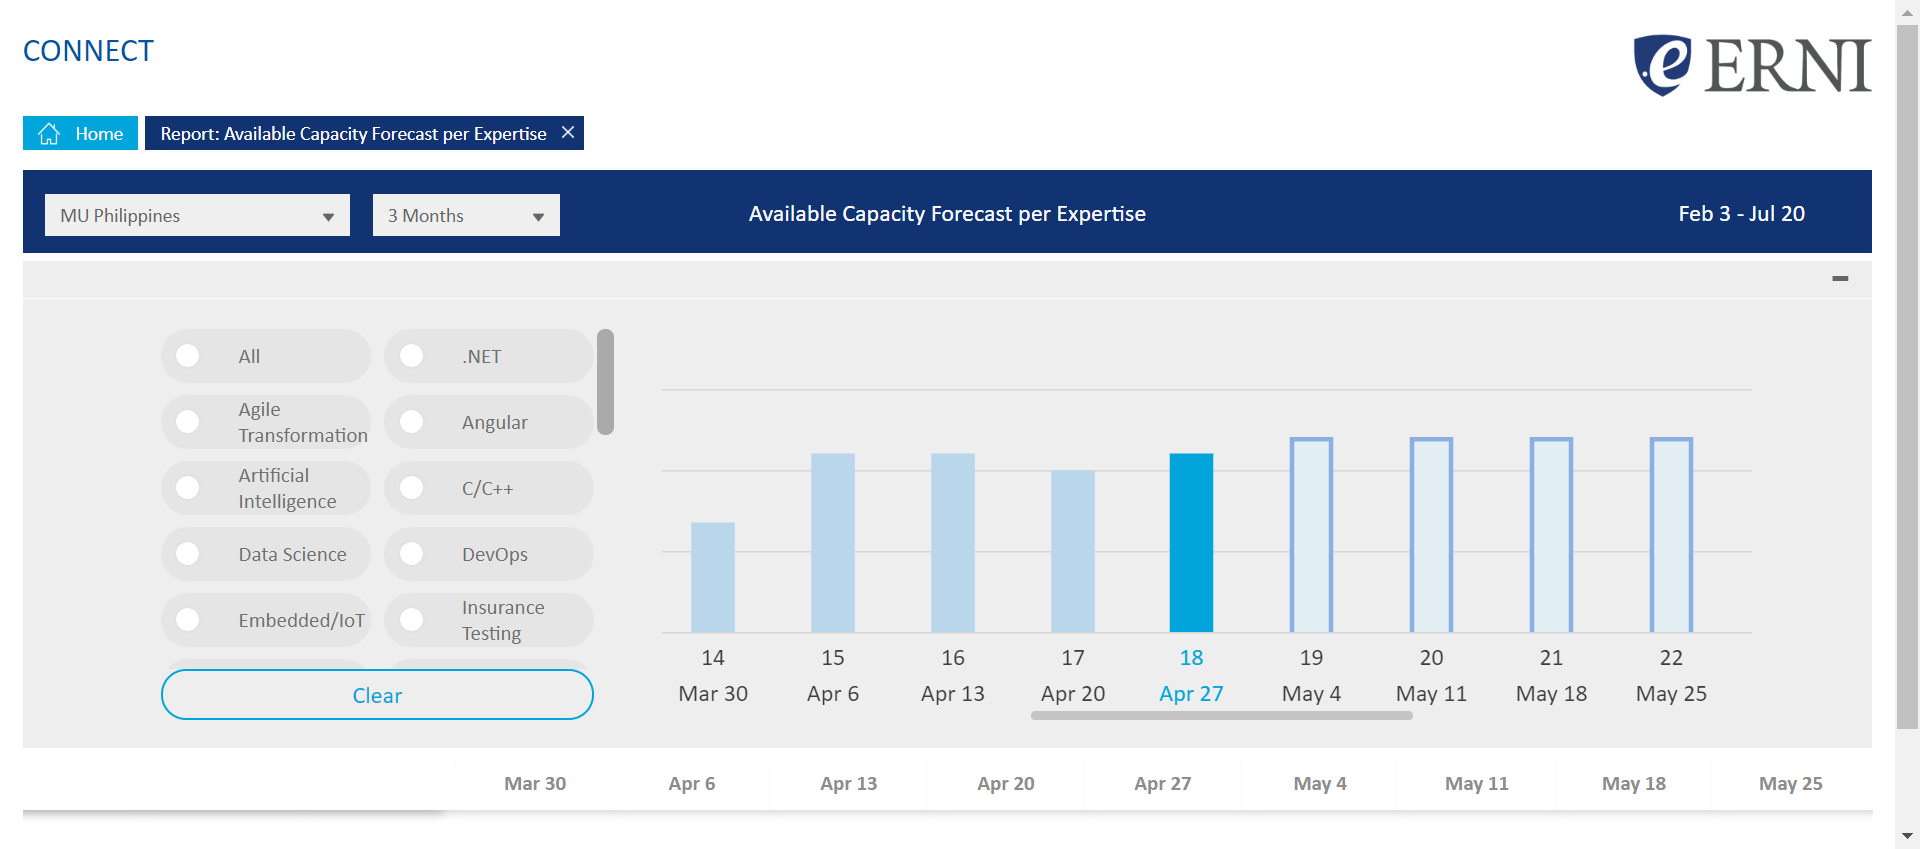 CONNECT
ERNI
Home
Report: Available Capacity Forecast per Expertise
MU Philippines
3 Months
Available Capacity Forecast per Expertise
Feb 3 - Jul 20
All
.NET
Agile
Transformation
Angular
Artificial
Intelligence
C/C++
Data Science
DevOps
Embedded/IoT
Insurance
Testing
Clear
14 15 16 17 18 19 20 21 22
Mar 30 Apr 6 Apr 13 Apr 20 Apr 27 May 4 May 11 May 18 May 25
Mar 30 Apr 6 Apr 13 Apr 20 Apr 27 May 4 May 11 May 18 May 25